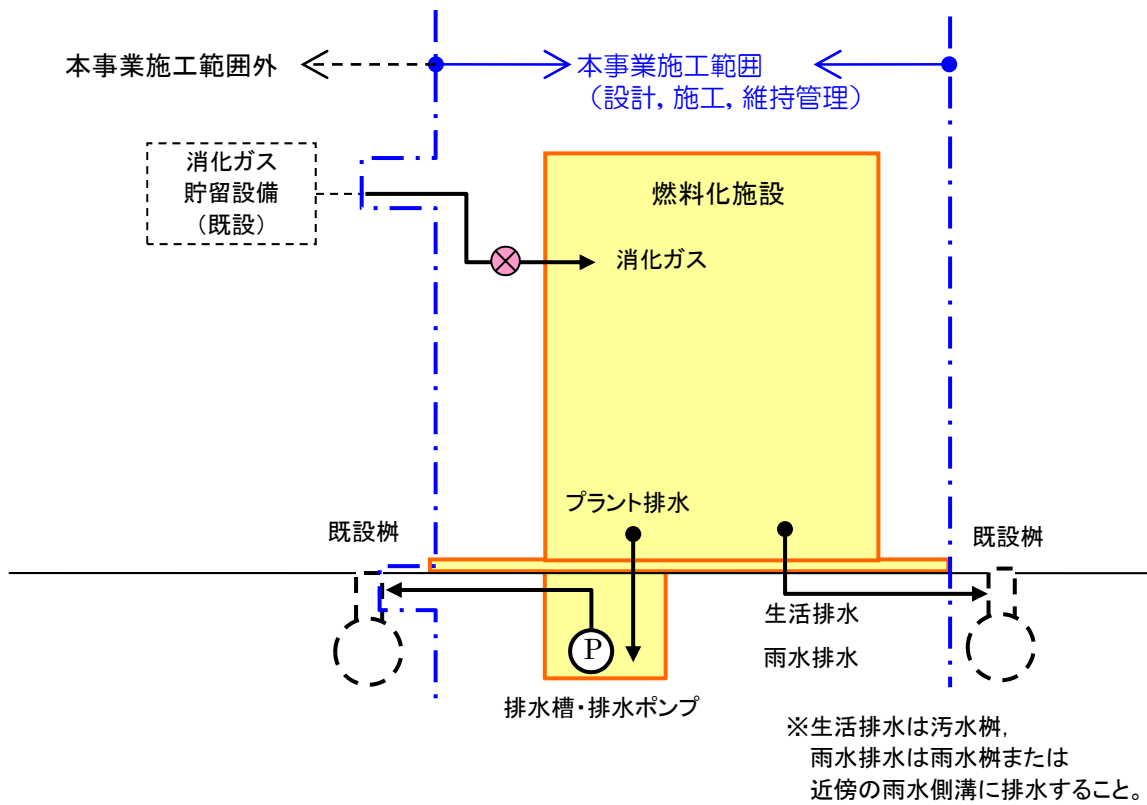 本事業施工範囲外
本事業施工範囲
（設計，施工，維持管理）
消化ガス
貯留設備
（既設）
燃料化施設
消化ガス
プラント排水
既設桝
既設桝
生活排水
P
雨水排水
排水槽・排水ポンプ
※生活排水は汚水桝，
雨水排水は雨水桝または
近傍の雨水側溝に排水すること。